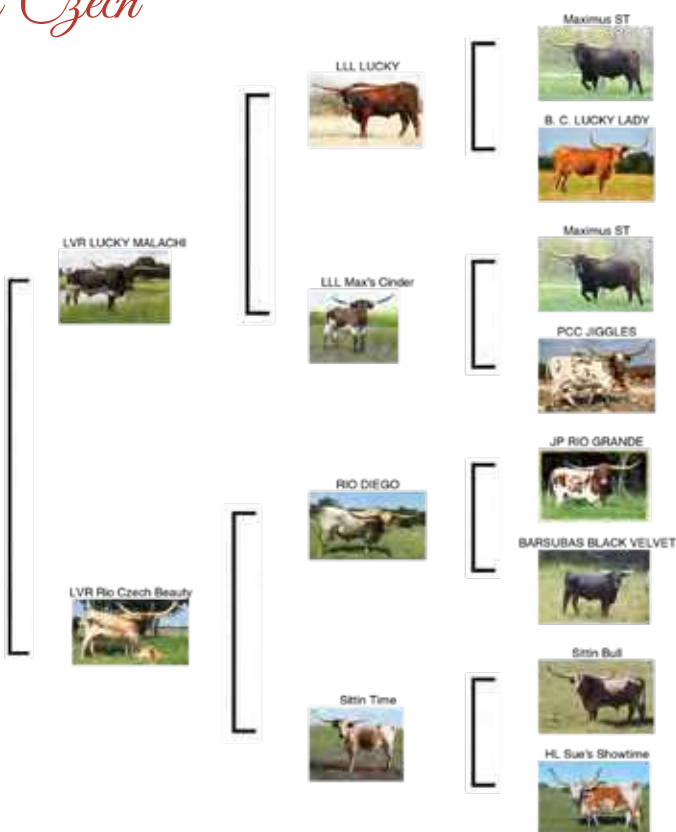 Czech
Maximus ST
LLL LUCKY
B. C. LUCKY LADY
LVR LUCKY MALACHI
Maximus ST
LLL Max's Cinder
PCC JIGGLES
JP RIO GRANDE
RIO DIEGO
BARSUBAS BLACK VELVET
LVR Rio Czech Beauty
Sittin Bull
Sittin Time
HL Sue's Showtime